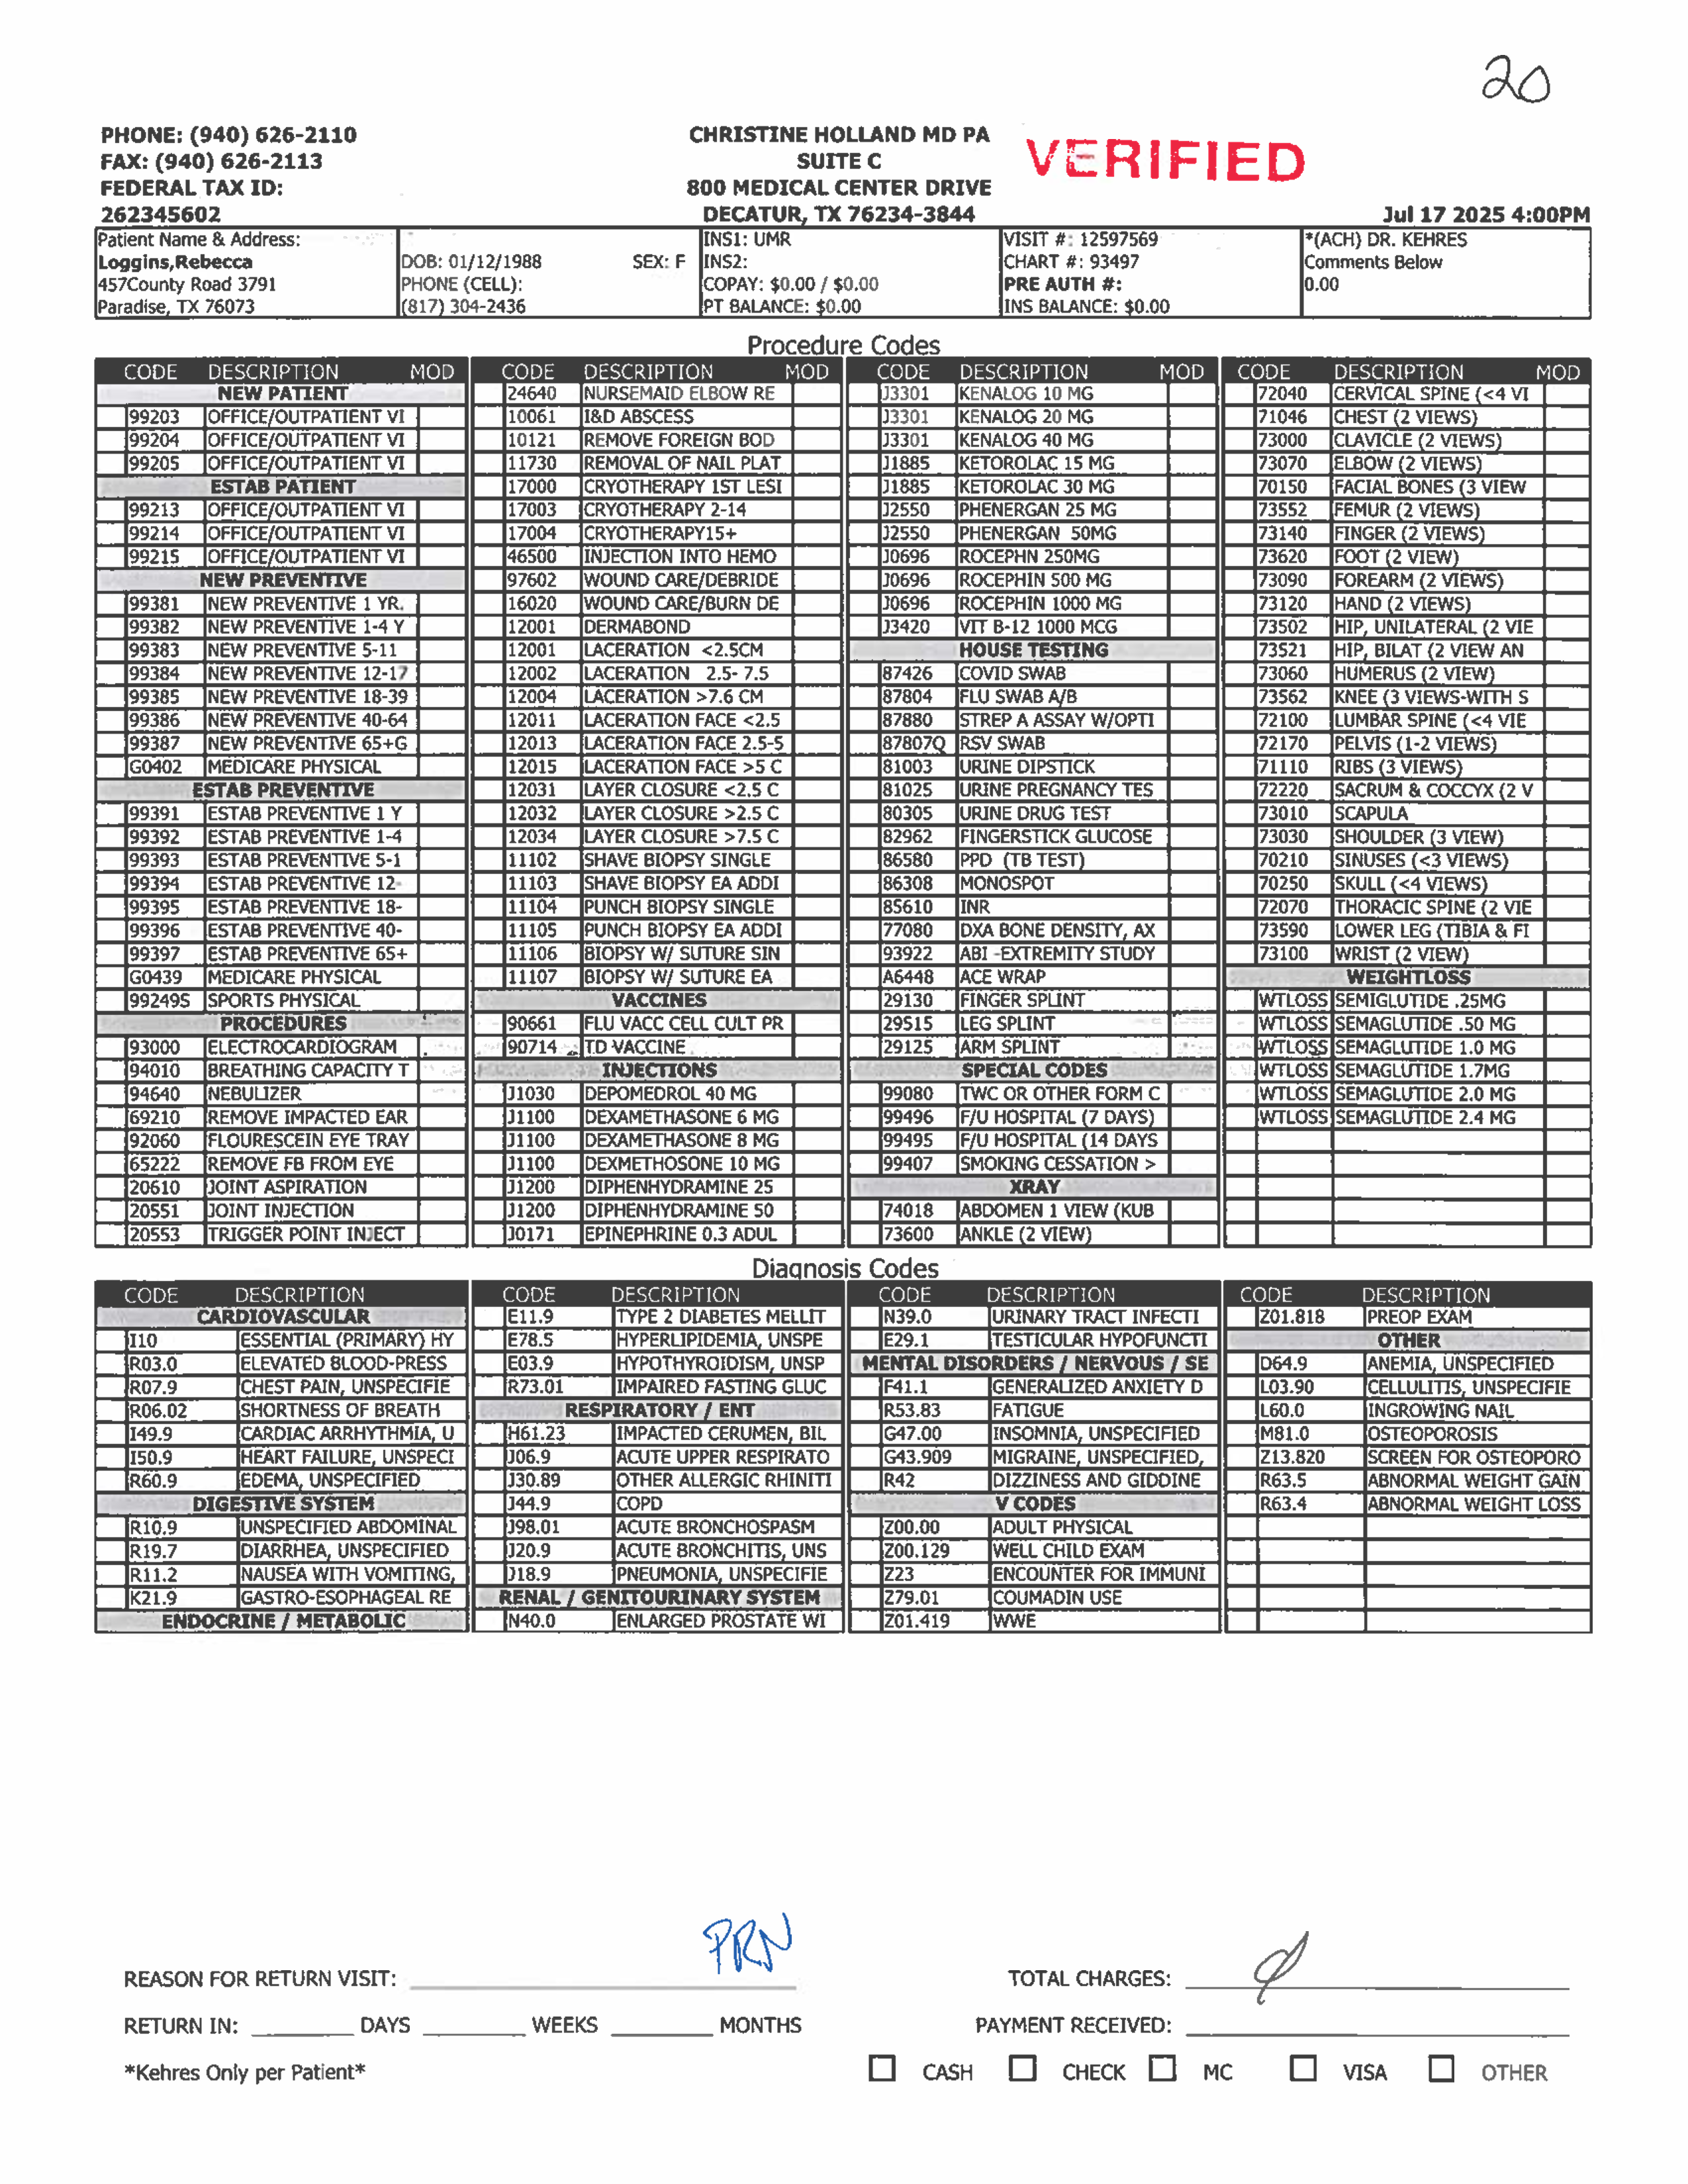 20
PHONE: (940) 626-2110
FAX: (940) 626-2113
FEDERAL TAX ID:
262345602
CHRISTINE HOLLAND MD PA
SUITE C
800 MEDICAL CENTER DRIVE
DECATUR, TX 76234-3844
VERIFIED
Jul 17 2025 4:00PM
Patient Name & Address:
Loggins,Rebecca
457County Road 3791
Paradise, TX 76073
DOB: 01/12/1988 SEX: F
PHONE (CELL):
(817) 304-2436
INS1: UMR
INS2:
COPAY: $0.00 / $0.00
PT BALANCE: $0.00
VISIT #: 12597569
CHART #: 93497
PRE AUTH #:
INS BALANCE: $0.00
*(ACH) DR. KEHRES
Comments Below
0.00
Procedure Codes
CODE DESCRIPTION MOD
NEW PATIENT
99203 OFFICE/OUTPATIENT VI
99204 OFFICE/OUTPATIENT VI
99205 OFFICE/OUTPATIENT VI
ESTAB PATIENT
99213 OFFICE/OUTPATIENT VI
99214 OFFICE/OUTPATIENT VI
99215 OFFICE/OUTPATIENT VI
NEW PREVENTIVE
99381 NEW PREVENTIVE 1 YR.
99382 NEW PREVENTIVE 1-4 Y
99383 NEW PREVENTIVE 5-11
99384 NEW PREVENTIVE 12-17
99385 NEW PREVENTIVE 18-39
99386 NEW PREVENTIVE 40-64
99387 NEW PREVENTIVE 65+G
G0402 MEDICARE PHYSICAL
ESTAB PREVENTIVE
99391 ESTAB PREVENTIVE 1 Y
99392 ESTAB PREVENTIVE 1-4
99393 ESTAB PREVENTIVE 5-1
99394 ESTAB PREVENTIVE 12-
99395 ESTAB PREVENTIVE 18-
99396 ESTAB PREVENTIVE 40-
99397 ESTAB PREVENTIVE 65+
G0439 MEDICARE PHYSICAL
992495 SPORTS PHYSICAL
PROCEDURES
93000 ELECTROCARDIOGRAM
94010 BREATHING CAPACITY T
94640 NEBULIZER
69210 REMOVE IMPACTED EAR
92060 FLOURESCEIN EYE TRAY
65222 REMOVE FB FROM EYE
20610 JOINT ASPIRATION
20551 JOINT INJECTION
20553 TRIGGER POINT INJECT
CODE DESCRIPTION MOD
24640 NURSEMAID ELBOW RE
10061 I&D ABSCESS
10121 REMOVE FOREIGN BOD
11730 REMOVAL OF NAIL PLAT
17000 CRYOTHERAPY 1ST LESI
17003 CRYOTHERAPY 2-14
17004 CRYOTHERAPY15+
46500 INJECTION INTO HEMO
97602 WOUND CARE/DEBRIDE
16020 WOUND CARE/BURN DE
12001 DERMABOND
12001 LACERATION <2.5CM
12002 LACERATION 2.5- 7.5
12004 LACERATION >7.6 CM
12011 LACERATION FACE <2.5
12013 LACERATION FACE 2.5-5
12015 LACERATION FACE >5 C
12031 LAYER CLOSURE <2.5 C
12032 LAYER CLOSURE >2.5 C
12034 LAYER CLOSURE >7.5 C
11102 SHAVE BIOPSY SINGLE
11103 SHAVE BIOPSY EA ADDI
11104 PUNCH BIOPSY SINGLE
11105 PUNCH BIOPSY EA ADDI
11106 BIOPSY W/ SUTURE SIN
11107 BIOPSY W/ SUTURE EA
VACCINES
90661 FLU VACC CELL CULT PR
90714 TD VACCINE
INJECTIONS
J1030 DEPOMEDROL 40 MG
J1100 DEXAMETHASONE 6 MG
J1100 DEXAMETHASONE 8 MG
J1100 DEXMETHOSONE 10 MG
J1200 DIPHENHYDRAMINE 25
J1200 DIPHENHYDRAMINE 50
J0171 EPINEPHRINE 0.3 ADUL
CODE DESCRIPTION MOD
J3301 KENALOG 10 MG
J3301 KENALOG 20 MG
J3301 KENALOG 40 MG
J1885 KETOROLAC 15 MG
J1885 KETOROLAC 30 MG
J2550 PHENERGAN 25 MG
J2550 PHENERGAN 50MG
J0696 ROCEPHN 250MG
J0696 ROCEPHIN 500 MG
J0696 ROCEPHIN 1000 MG
J3420 VIT B-12 1000 MCG
HOUSE TESTING
87426 COVID SWAB
87804 FLU SWAB A/B
87880 STREP A ASSAY W/OPTI
87807Q RSV SWAB
81003 URINE DIPSTICK
81025 URINE PREGNANCY TES
80305 URINE DRUG TEST
82962 FINGERSTICK GLUCOSE
86580 PPD (TB TEST)
86308 MONOSPOT
85610 INR
77080 DXA BONE DENSITY, AX
93922 ABI -EXTREMITY STUDY
A6448 ACE WRAP
29130 FINGER SPLINT
29515 LEG SPLINT
29125 ARM SPLINT
SPECIAL CODES
99080 TWC OR OTHER FORM C
99496 F/U HOSPITAL (7 DAYS)
99495 F/U HOSPITAL (14 DAYS
99407 SMOKING CESSATION >
XRAY
74018 ABDOMEN 1 VIEW (KUB
73600 ANKLE (2 VIEW)
CODE DESCRIPTION MOD
72040 CERVICAL SPINE (<4 VI
71046 CHEST (2 VIEWS)
73000 CLAVICLE (2 VIEWS)
73070 ELBOW (2 VIEWS)
70150 FACIAL BONES (3 VIEW
73552 FEMUR (2 VIEWS)
73140 FINGER (2 VIEWS)
73620 FOOT (2 VIEW)
73090 FOREARM (2 VIEWS)
73120 HAND (2 VIEWS)
73502 HIP, UNILATERAL (2 VIE
73521 HIP, BILAT (2 VIEW AN
73060 HUMERUS (2 VIEW)
73562 KNEE (3 VIEWS-WITH S
72100 LUMBAR SPINE (<4 VIE
72170 PELVIS (1-2 VIEWS)
71110 RIBS (3 VIEWS)
72220 SACRUM & COCCYX (2 V
73010 SCAPULA
73030 SHOULDER (3 VIEW)
70210 SINUSES (<3 VIEWS)
70250 SKULL (<4 VIEWS)
72070 THORACIC SPINE (2 VIE
73590 LOWER LEG (TIBIA & FI
73100 WRIST (2 VIEW)
WEIGHTLOSS
WTLOSS SEMIGLUTIDE .25MG
WTLOSS SEMAGLUTIDE .50 MG
WTLOSS SEMAGLUTIDE 1.0 MG
WTLOSS SEMAGLUTIDE 1.7MG
WTLOSS SEMAGLUTIDE 2.0 MG
WTLOSS SEMAGLUTIDE 2.4 MG
Diagnosis Codes
CODE DESCRIPTION
CARDIOVASCULAR
I10 ESSENTIAL (PRIMARY) HY
R03.0 ELEVATED BLOOD-PRESS
R07.9 CHEST PAIN, UNSPECIFIE
R06.02 SHORTNESS OF BREATH
I49.9 CARDIAC ARRHYTHMIA, U
I50.9 HEART FAILURE, UNSPECI
R60.9 EDEMA, UNSPECIFIED
DIGESTIVE SYSTEM
R10.9 UNSPECIFIED ABDOMINAL
R19.7 DIARRHEA, UNSPECIFIED
R11.2 NAUSEA WITH VOMITING,
K21.9 GASTRO-ESOPHAGEAL RE
ENDOCRINE / METABOLIC
CODE DESCRIPTION
E11.9 TYPE 2 DIABETES MELLIT
E78.5 HYPERLIPIDEMIA, UNSPE
E03.9 HYPOTHYROIDISM, UNSP
R73.01 IMPAIRED FASTING GLUC
RESPIRATORY / ENT
H61.23 IMPACTED CERUMEN, BIL
J06.9 ACUTE UPPER RESPIRATO
J30.89 OTHER ALLERGIC RHINITI
J44.9 COPD
J98.01 ACUTE BRONCHOSPASM
J20.9 ACUTE BRONCHITIS, UNS
J18.9 PNEUMONIA, UNSPECIFIE
RENAL / GENITOURINARY SYSTEM
N40.0 ENLARGED PROSTATE WI
CODE DESCRIPTION
N39.0 URINARY TRACT INFECTI
E29.1 TESTICULAR HYPOFUNCTI
MENTAL DISORDERS / NERVOUS / SE
F41.1 GENERALIZED ANXIETY D
R53.83 FATIGUE
G47.00 INSOMNIA, UNSPECIFIED
G43.909 MIGRAINE, UNSPECIFIED,
R42 DIZZINESS AND GIDDINE
V CODES
Z00.00 ADULT PHYSICAL
Z00.129 WELL CHILD EXAM
Z23 ENCOUNTER FOR IMMUNI
Z79.01 COUMADIN USE
Z01.419 WWE
CODE DESCRIPTION
Z01.818 PREOP EXAM
OTHER
D64.9 ANEMIA, UNSPECIFIED
L03.90 CELLULITIS, UNSPECIFIE
L60.0 INGROWING NAIL
M81.0 OSTEOPOROSIS
Z13.820 SCREEN FOR OSTEOPORO
R63.5 ABNORMAL WEIGHT GAIN
R63.4 ABNORMAL WEIGHT LOSS
REASON FOR RETURN VISIT: PRN
RETURN IN: DAYS WEEKS MONTHS
*Kehres Only per Patient*
TOTAL CHARGES:
PAYMENT RECEIVED:
CASH CHECK MC VISA OTHER